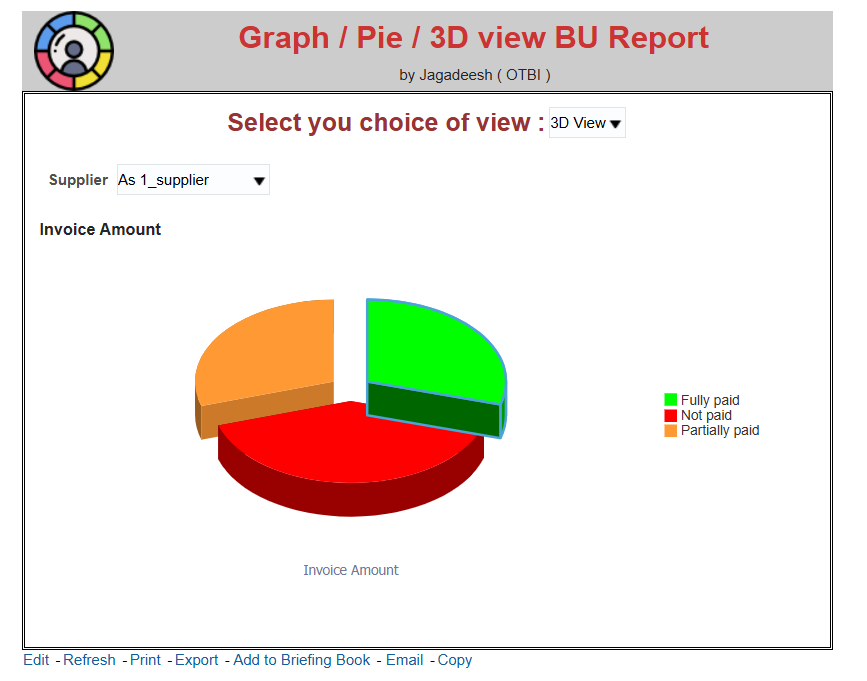 Graph / Pie / 3D view BU Report
by Jagadeesh ( OTBI )
Select you choice of view : 3D View
Supplier As 1_supplier
Invoice Amount
Fully paid
Not paid
Partially paid
Invoice Amount
Edit - Refresh - Print - Export - Add to Briefing Book - Email - Copy